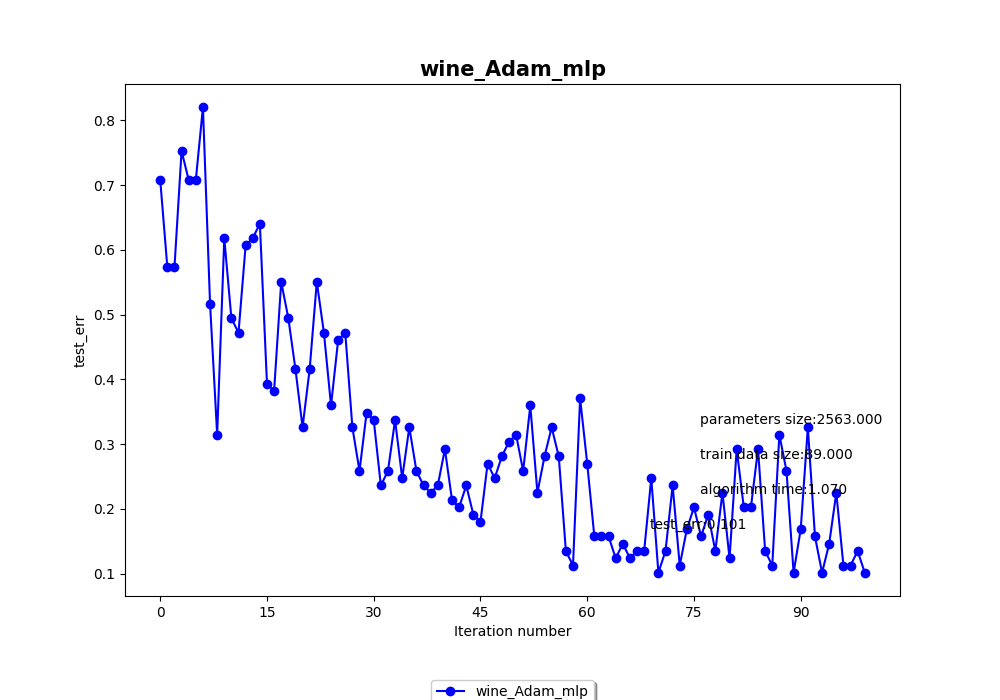 wine_Adam_mlp
0.8
0.7
0.6
0.5
0.4
0.3
0.2
0.1
test_err
parameters size:2563.000
train data size:89.000
algorithm time:1.070
test_err:0.101
0 15 30 45 60 75 90
Iteration number
wine_Adam_mlp